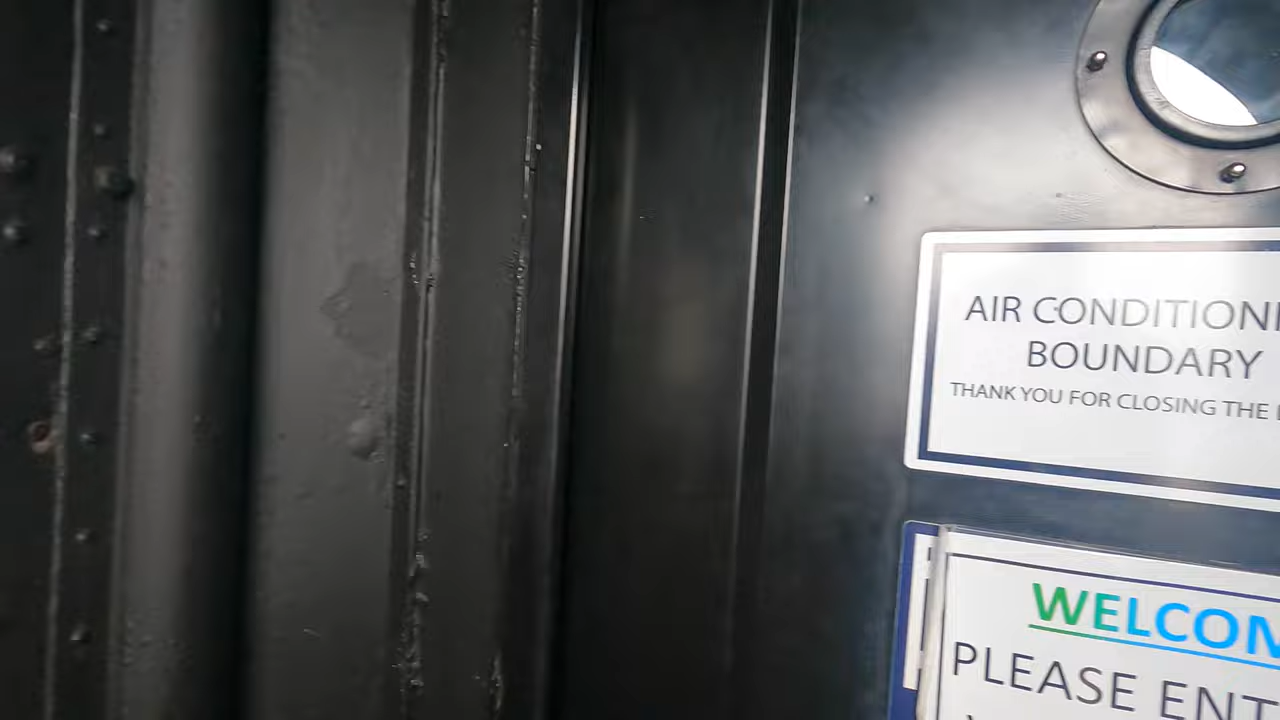 AIR CONDITIONI
BOUNDARY
THANK YOU FOR CLOSING THE
WELCOM
PLEASE ENT